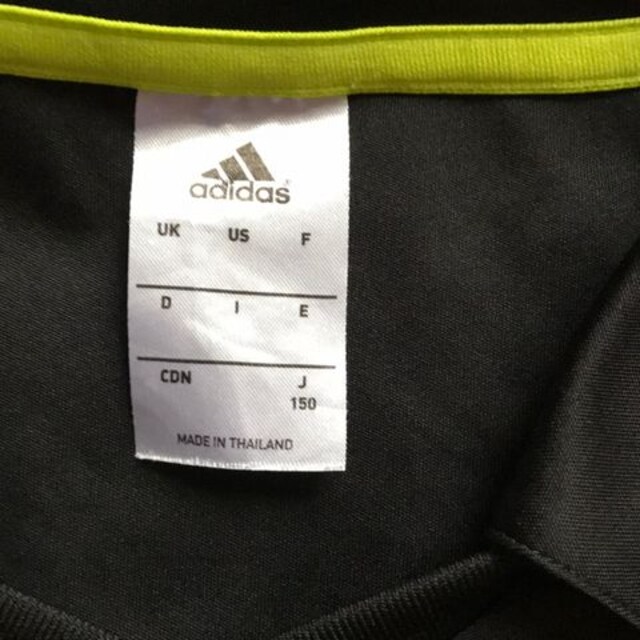 adidas
UK US F
D I E
CDN J
150
MADE IN THAILAND